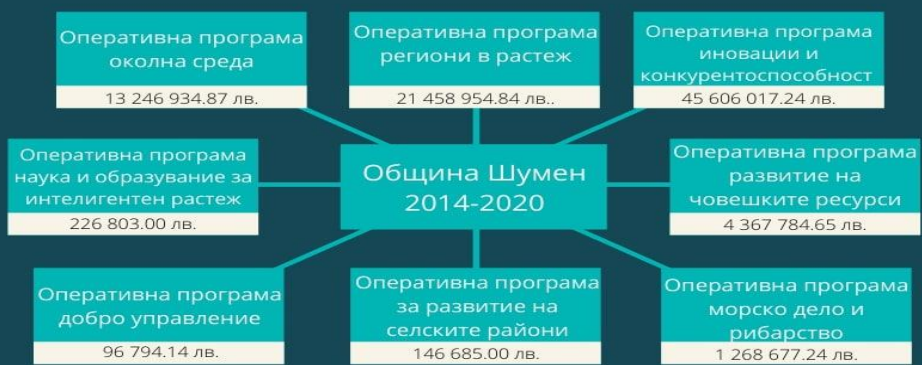 Оперативна програма
околна среда
13 246 934.87 лв.
Оперативна програма
региони в растеж
21 458 954.84 лв..
Оперативна програма
иновации и
конкурентоспособност
45 606 017.24 лв.
Оперативна програма
наука и образувание за
интелигентен растеж
226 803.00 лв.
Община Шумен
2014-2020
Оперативна програма
развитие на
човешките ресурси
4 367 784.65 лв.
Оперативна програма
добро управление
96 794.14 лв.
Оперативна програма
за развитие на
селските райони
146 685.00 лв.
Оперативна програма
морско дело и
рибарство
1 268 677.24 лв.